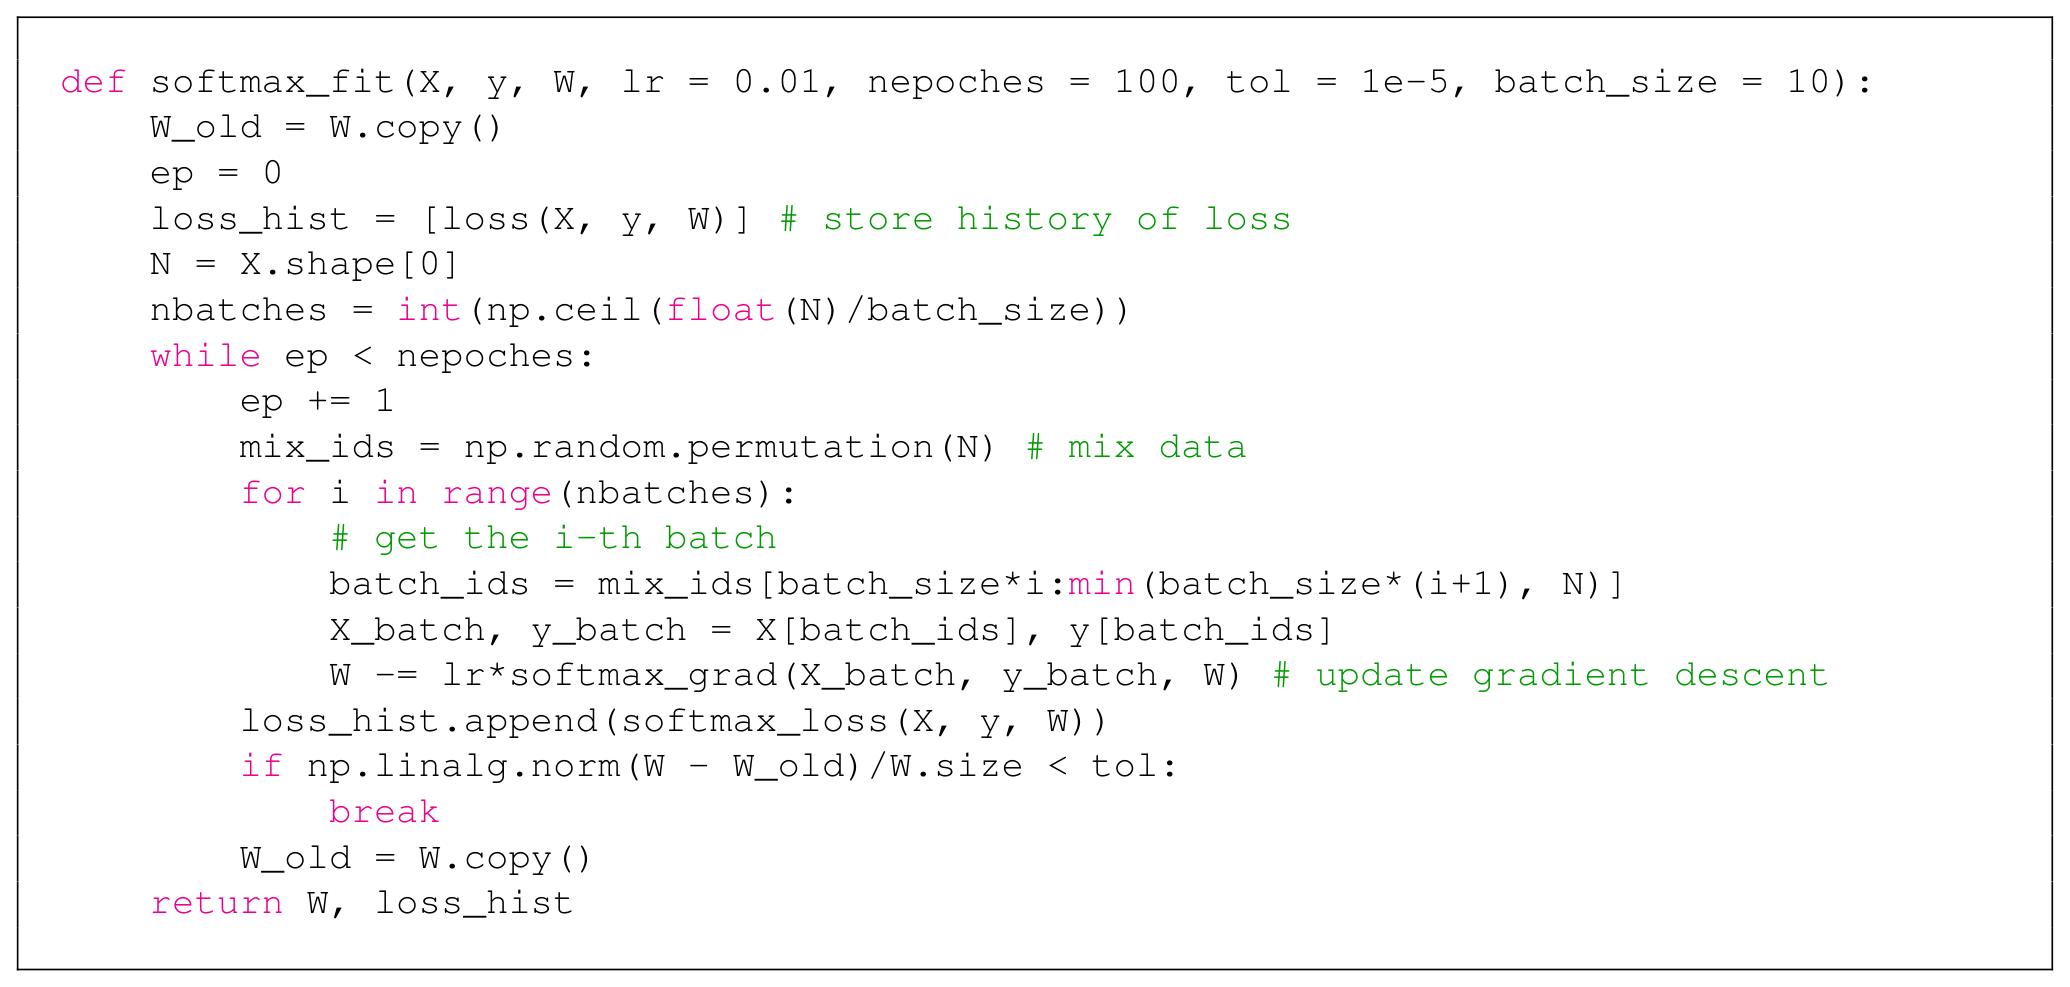 def softmax_fit(X, y, W, lr = 0.01, nepoches = 100, tol = 1e-5, batch_size = 10):
    W_old = W.copy()
    ep = 0
    loss_hist = [loss(X, y, W)] # store history of loss
    N = X.shape[0]
    nbatches = int(np.ceil(float(N)/batch_size))
    while ep < nepoches:
        ep += 1
        mix_ids = np.random.permutation(N) # mix data
        for i in range(nbatches):
            # get the i-th batch
            batch_ids = mix_ids[batch_size*i:min(batch_size*(i+1), N)]
            X_batch, y_batch = X[batch_ids], y[batch_ids]
            W -= lr*softmax_grad(X_batch, y_batch, W) # update gradient descent
        loss_hist.append(softmax_loss(X, y, W))
        if np.linalg.norm(W - W_old)/W.size < tol:
            break
        W_old = W.copy()
    return W, loss_hist